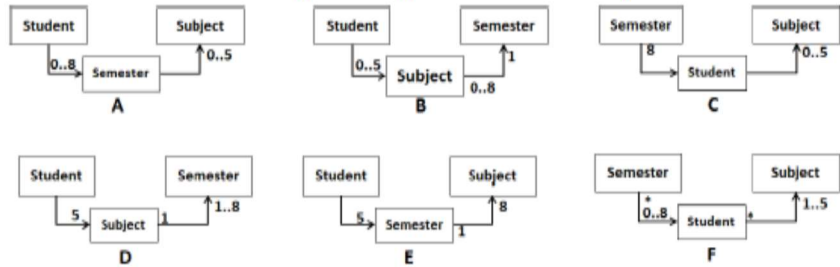 Student Subject Student Semester Semester Subject
0..8 Semester 0..5 0..5 Subject 1 8 Student 0..5
0..8
A B C
Student Semester Student Subject Semester Subject
5 Subject 1 1..8 5 Semester 1 8 * 0..8 Student * 1..5
D E F